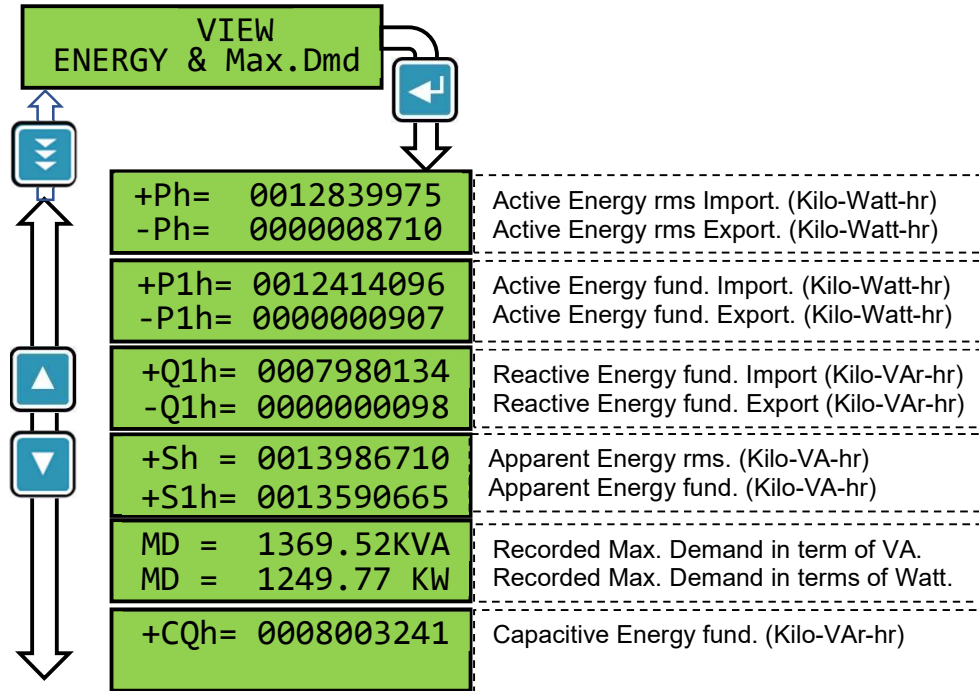 VIEW
ENERGY & Max.Dmd
+Ph= 0012839975
-Ph= 0000008710
Active Energy rms Import. (Kilo-Watt-hr)
Active Energy rms Export. (Kilo-Watt-hr)
+P1h= 0012414096
-P1h= 0000000907
Active Energy fund. Import. (Kilo-Watt-hr)
Active Energy fund. Export. (Kilo-Watt-hr)
+Q1h= 0007980134
-Q1h= 0000000098
Reactive Energy fund. Import (Kilo-VAr-hr)
Reactive Energy fund. Export (Kilo-VAr-hr)
+Sh = 0013986710
+S1h= 0013590665
Apparent Energy rms. (Kilo-VA-hr)
Apparent Energy fund. (Kilo-VA-hr)
MD = 1369.52KVA
MD = 1249.77 KW
Recorded Max. Demand in term of VA.
Recorded Max. Demand in terms of Watt.
+CQh= 0008003241
Capacitive Energy fund. (Kilo-VAr-hr)